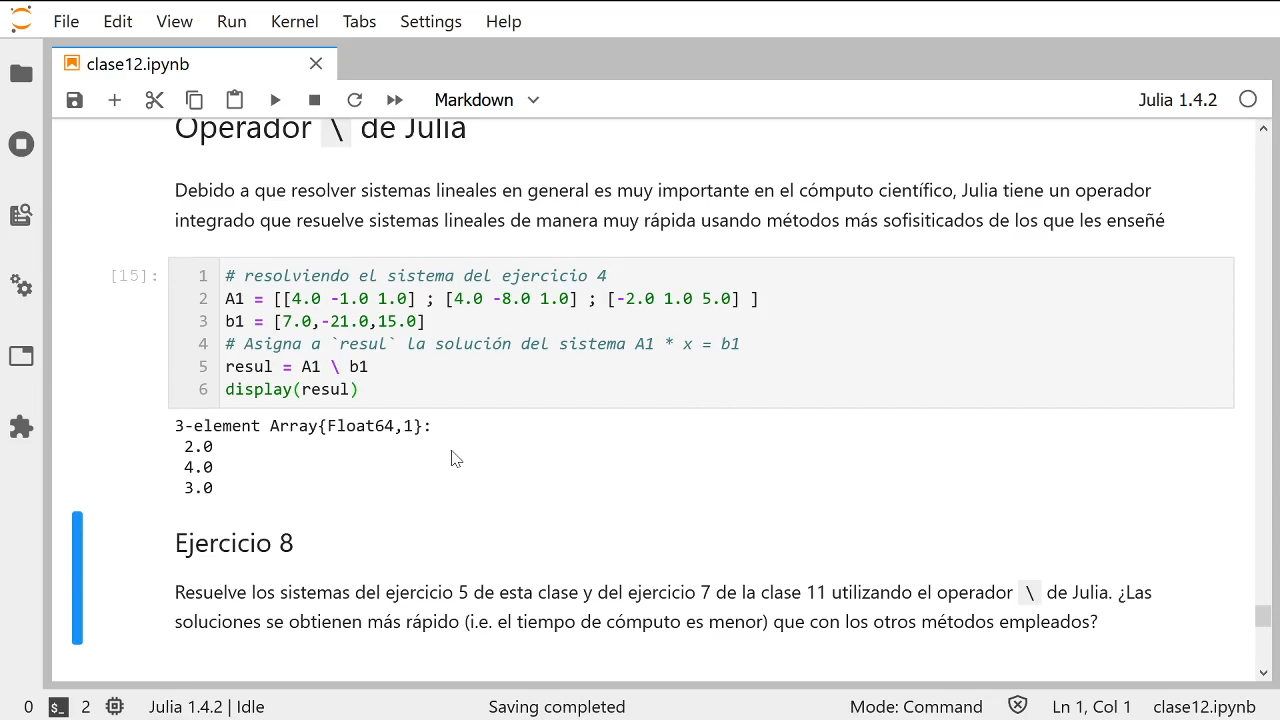 File Edit View Run Kernel Tabs Settings Help
clase12.ipynb
Markdown
Julia 1.4.2
Operador \ de Julia
Debido a que resolver sistemas lineales en general es muy importante en el cómputo científico, Julia tiene un operador
integrado que resuelve sistemas lineales de manera muy rápida usando métodos más sofisiticados de los que les enseñé
[15]:
1 # resolviendo el sistema del ejercicio 4
2 A1 = [[4.0 -1.0 1.0] ; [4.0 -8.0 1.0] ; [-2.0 1.0 5.0] ]
3 b1 = [7.0,-21.0,15.0]
4 # Asigna a `resul` la solución del sistema A1 * x = b1
5 resul = A1 \ b1
6 display(resul)
3-element Array{Float64,1}:
2.0
4.0
3.0
Ejercicio 8
Resuelve los sistemas del ejercicio 5 de esta clase y del ejercicio 7 de la clase 11 utilizando el operador \ de Julia. ¿Las
soluciones se obtienen más rápido (i.e. el tiempo de cómputo es menor) que con los otros métodos empleados?
0 $_ 2 Julia 1.4.2 | Idle Saving completed Mode: Command Ln 1, Col 1 clase12.ipynb